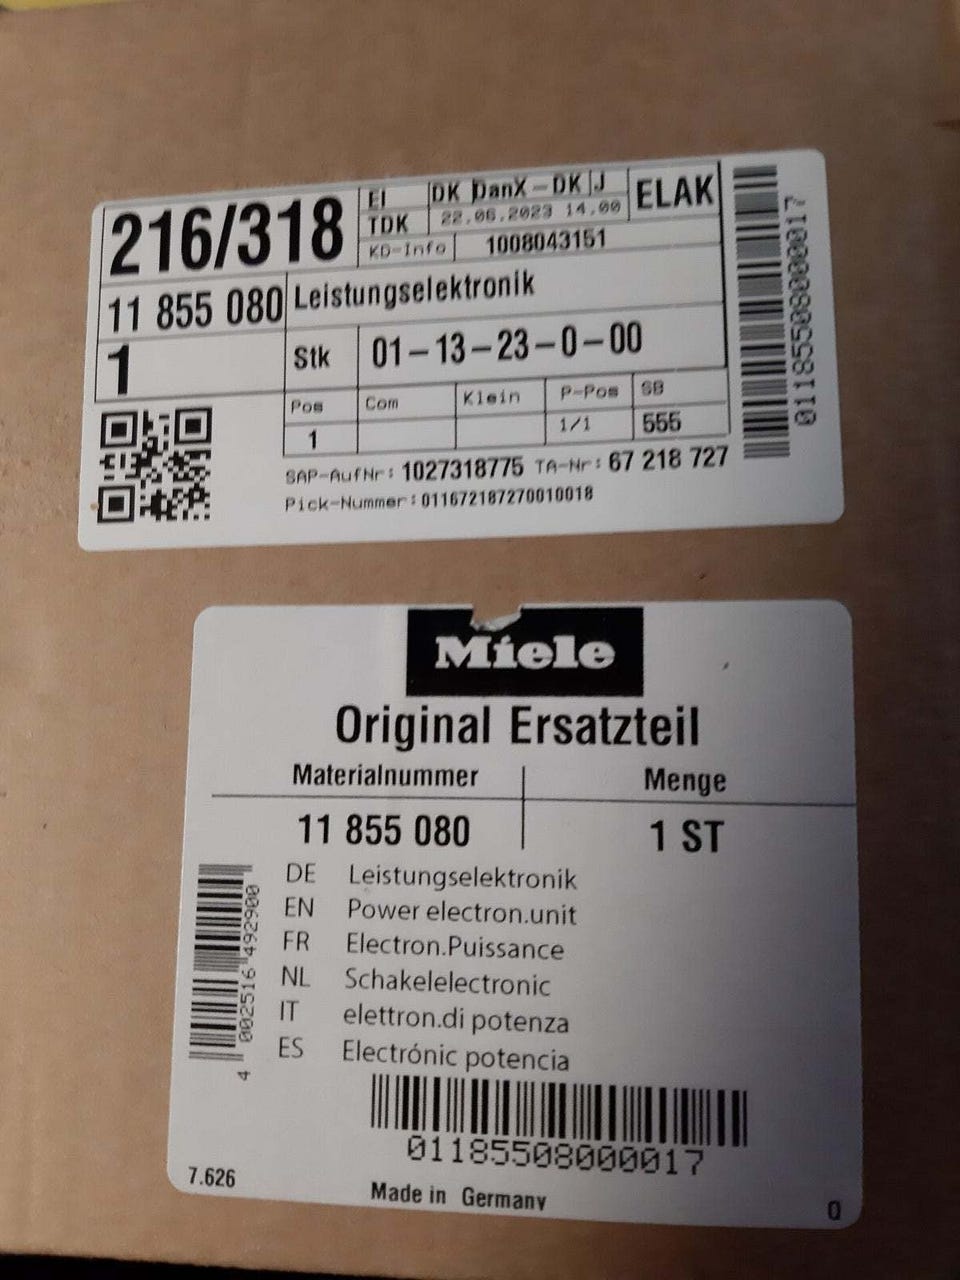 216/318
EI DK DanX-DK J ELAK
TDK 22.06.2023 14.00
KD-Info 1008043151
11 855 080 Leistungselektronik
1 Stk 01-13-23-0-00
Pos Com Klein P-Pos SB
1 1/1 555
SAP-AufNr: 1027318775 TA-Nr: 67 218 727
Pick-Nummer: 011672187270010018
01185508000017
Miele
Original Ersatzteil
Materialnummer Menge
11 855 080 1 ST
DE Leistungselektronik
EN Power electron.unit
FR Electron.Puissance
NL Schakelelectronic
IT elettron.di potenza
ES Electrónic potencia
4 002516 492900
01185508000017
7.626 Made in Germany 0